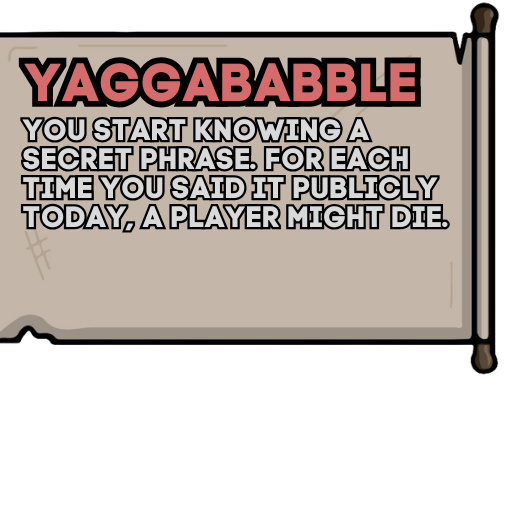 YAGGABABBLE
YOU START KNOWING A
SECRET PHRASE. FOR EACH
TIME YOU SAID IT PUBLICLY
TODAY, A PLAYER MIGHT DIE.